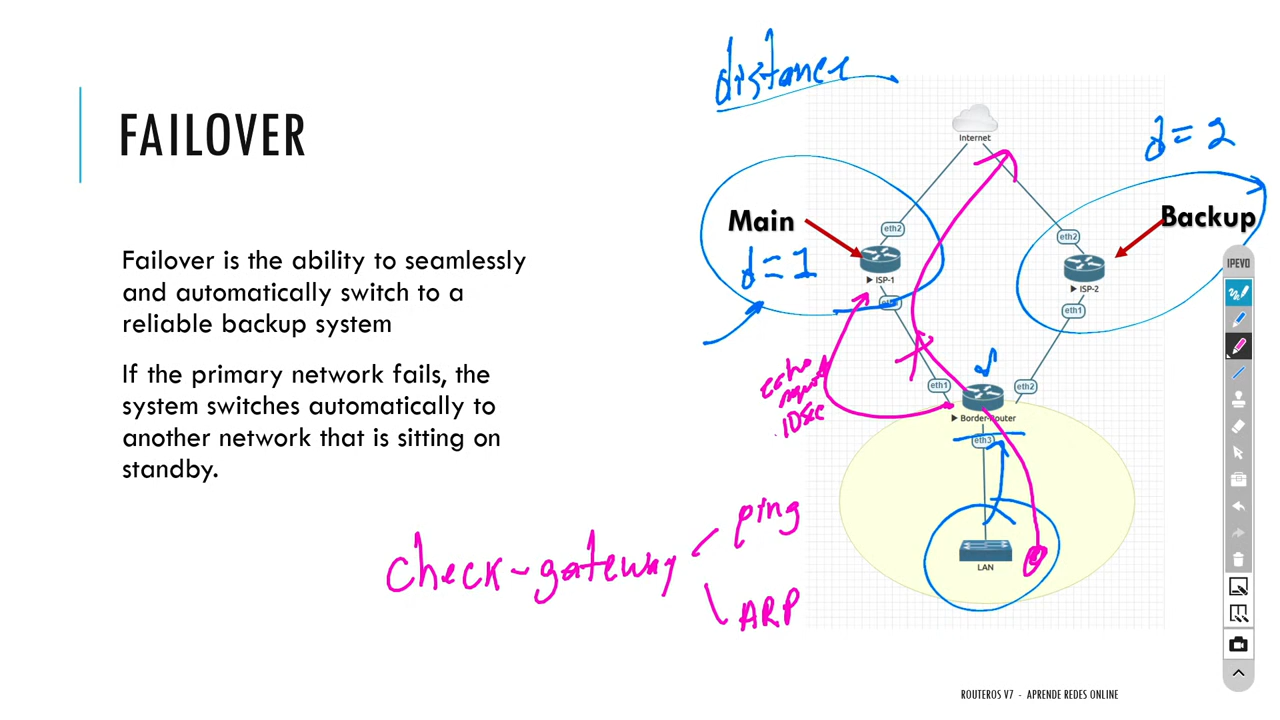 distance
FAILOVER
Internet
d=2
Main
eth2
Backup
eth2
d=1
ISP-1
ISP-2
IPEVO
Failover is the ability to seamlessly
and automatically switch to a
reliable backup system
eth1
If the primary network fails, the
system switches automatically to
another network that is sitting on
standby.
echo
10sec
eth1
eth2
Border-Router
eth3
LAN
check-gateway
ping
ARP
ROUTEROS V7 - APRENDE REDES ONLINE